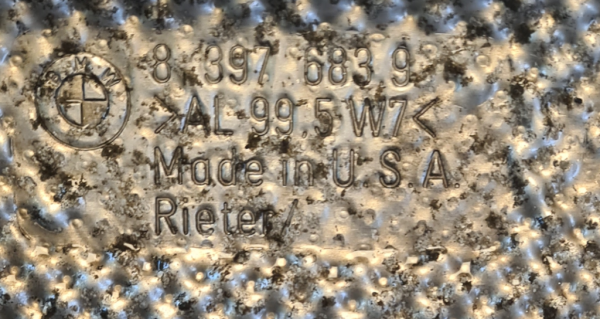 BMW
8 397 683 9
>AL 99.5 W7<
Made in U.S.A.
Rieter/